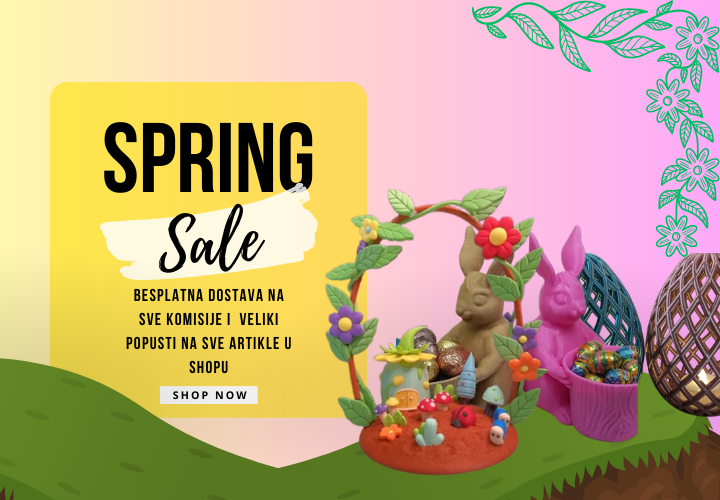 SPRING
Sale
BESPLATNA DOSTAVA NA
SVE KOMISIJE I VELIKI
POPUSTI NA SVE ARTIKLE U
SHOPU
SHOP NOW